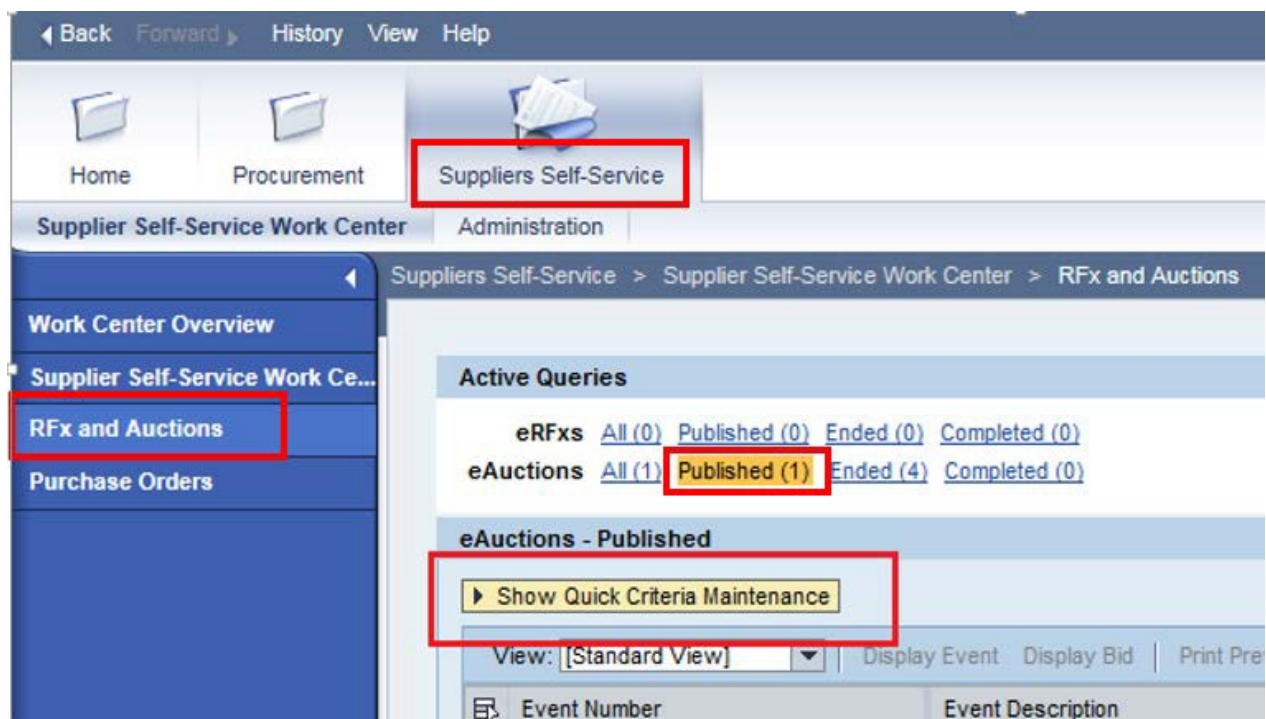 Back Forward History View Help
Home Procurement Suppliers Self-Service
Supplier Self-Service Work Center Administration
Suppliers Self-Service > Supplier Self-Service Work Center > RFx and Auctions
Work Center Overview
Supplier Self-Service Work Ce...
RFx and Auctions
Purchase Orders
Active Queries
eRFxs All (0) Published (0) Ended (0) Completed (0)
eAuctions All (1) Published (1) Ended (4) Completed (0)
eAuctions - Published
Show Quick Criteria Maintenance
View: [Standard View] Display Event Display Bid Print Pre
Event Number Event Description